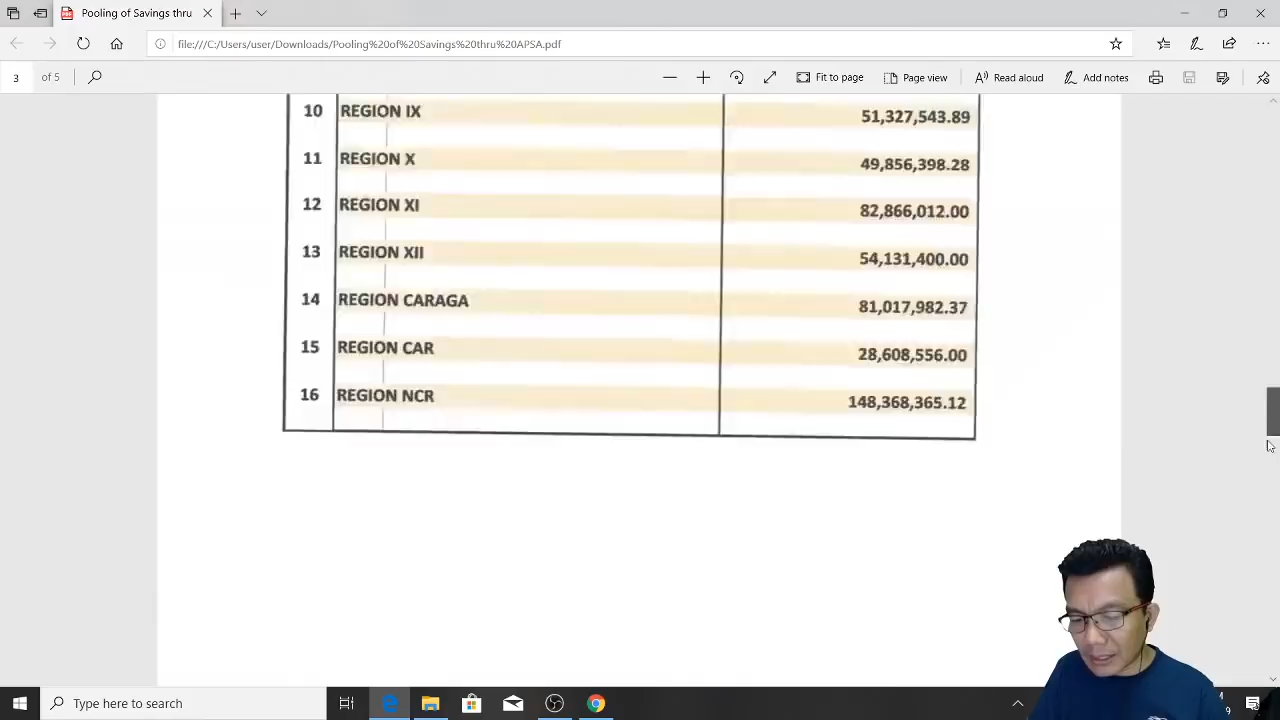 Pooling of Savings thru
file:///C:/Users/user/Downloads/Pooling%20of%20Savings%20thru%20APSA.pdf
3 of 5 Fit to page Page view Read aloud Add notes
10 REGION IX 51,327,543.89
11 REGION X 49,856,398.28
12 REGION XI 82,866,012.00
13 REGION XII 54,131,400.00
14 REGION CARAGA 81,017,982.37
15 REGION CAR 28,608,556.00
16 REGION NCR 148,368,365.12
Type here to search